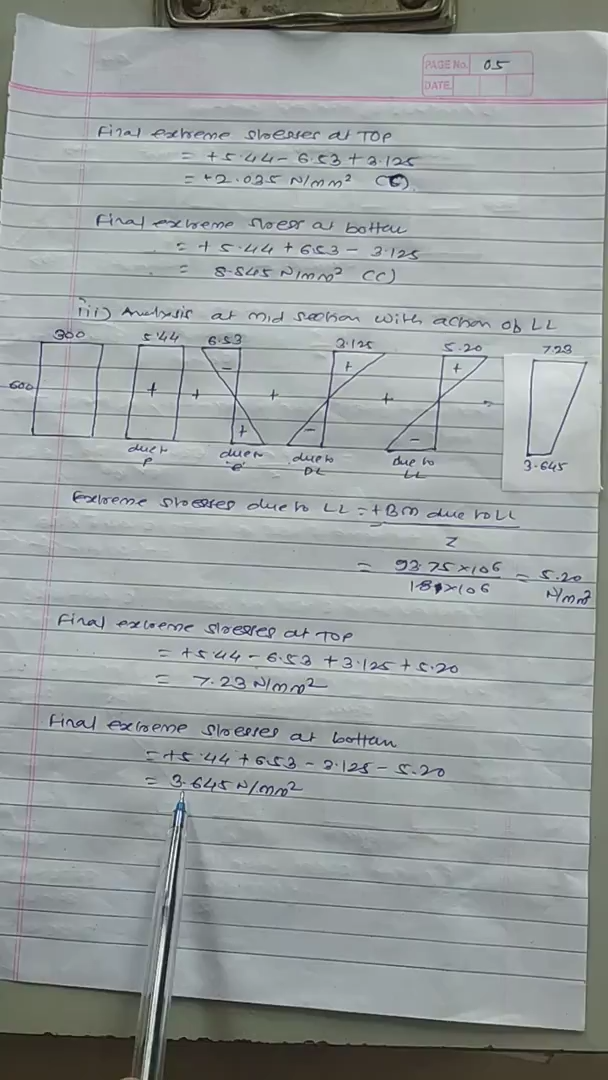 PAGE No. 05
DATE
Final extreme stresses at TOP
= +5.44 - 6.53 + 3.125
= +2.035 N/mm² (C)
Final extreme stress at bottom
= +5.44 + 6.53 - 3.125
= 8.845 N/mm² (C)
iii) Analysis at mid section with action of LL
300 5.44 6.53 3.125 5.20 7.23
600 + + - + + + + =
+ - -
due to P due to 'e' due to DL due to LL 3.645
Extreme stresses due to LL = +BM due to LL
Z
= 93.75 × 10⁶ = 5.20
18 × 10⁶ N/mm²
Final extreme stresses at TOP
= +5.44 - 6.53 + 3.125 + 5.20
= 7.23 N/mm²
Final extreme stresses at bottom
= +5.44 + 6.53 - 3.125 - 5.20
= 3.645 N/mm²